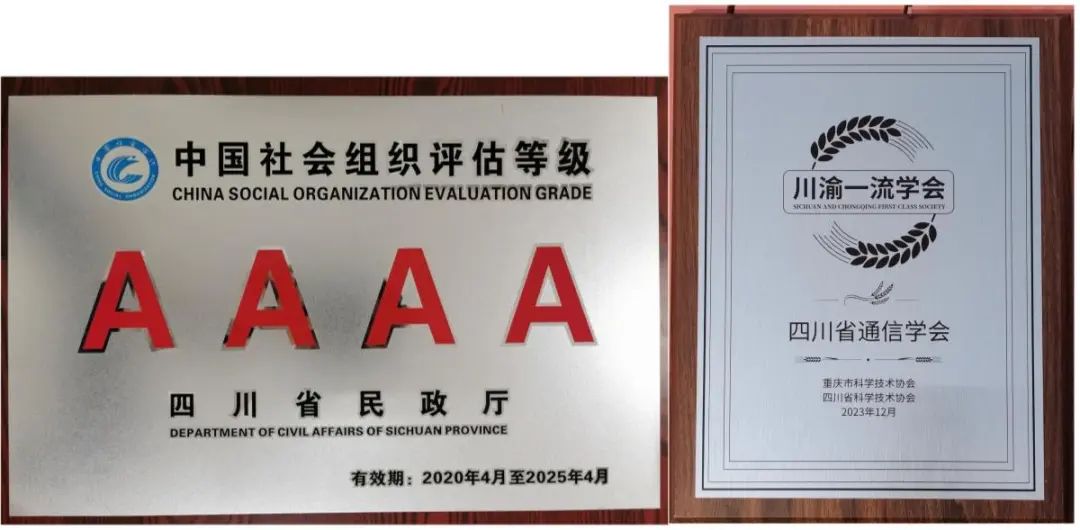 中国社会组织评估等级
CHINA SOCIAL ORGANIZATION EVALUATION GRADE
A A A A
四川省民政厅
DEPARTMENT OF CIVIL AFFAIRS OF SICHUAN PROVINCE
有效期：2020年4月至2025年4月
川渝一流学会
SICHUAN AND CHONGQING FIRST CLASS SOCIETY
四川省通信学会
重庆市科学技术协会
四川省科学技术协会
2023年12月